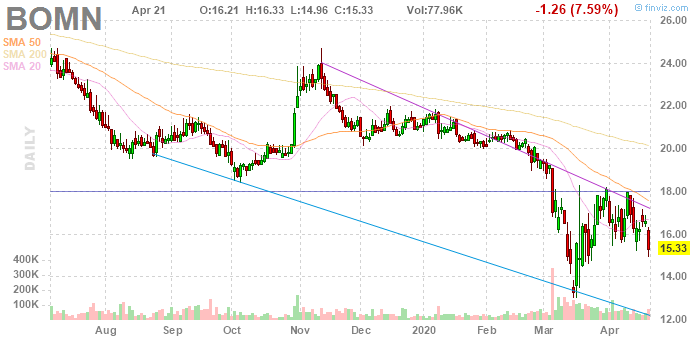 BOMN Apr 21 O:16.21 H:16.33 L:14.96 C:15.33 Vol:77.96K -1.26 (7.59%) @ finviz.com
SMA 50
SMA 200
SMA 20
DAILY
26.00
24.00
22.00
20.00
18.00
16.00
15.33
14.00
12.00
400K
300K
200K
100K
Aug Sep Oct Nov Dec 2020 Feb Mar Apr